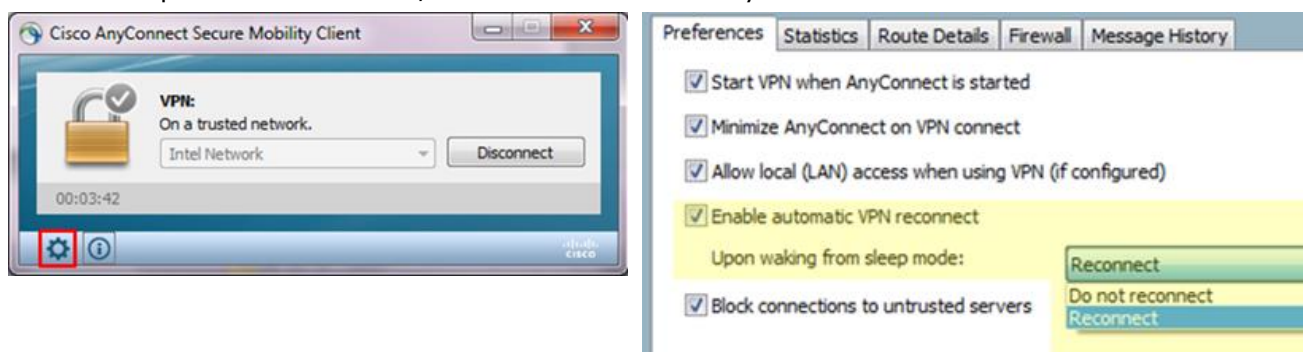 Cisco AnyConnect Secure Mobility Client
VPN:
On a trusted network.
Intel Network
Disconnect
00:03:42
cisco
Preferences Statistics Route Details Firewall Message History
Start VPN when AnyConnect is started
Minimize AnyConnect on VPN connect
Allow local (LAN) access when using VPN (if configured)
Enable automatic VPN reconnect
Upon waking from sleep mode:
Reconnect
Do not reconnect
Reconnect
Block connections to untrusted servers